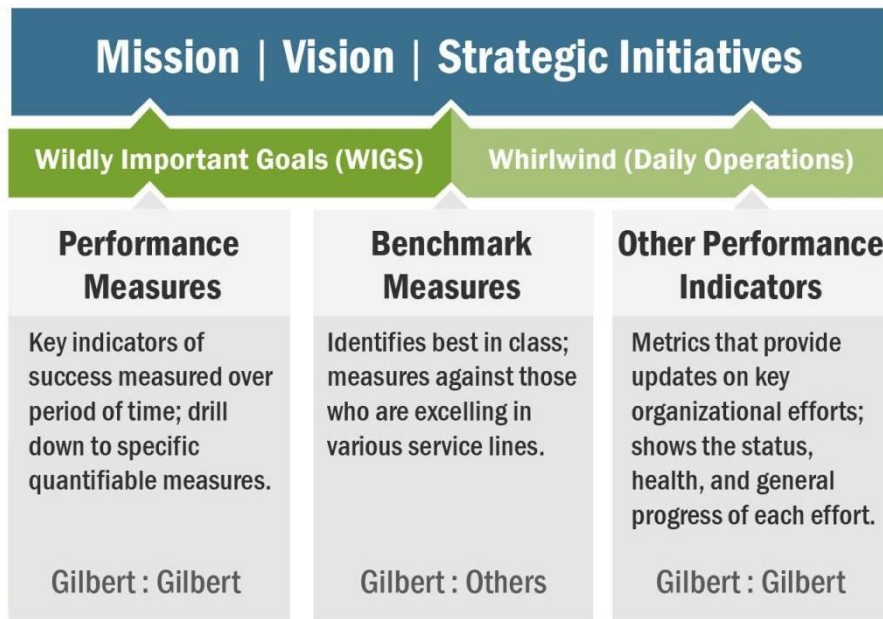 Mission | Vision | Strategic Initiatives
Wildly Important Goals (WIGS)
Whirlwind (Daily Operations)
Performance
Measures
Key indicators of
success measured over
period of time; drill
down to specific
quantifiable measures.
Gilbert : Gilbert
Benchmark
Measures
Identifies best in class;
measures against those
who are excelling in
various service lines.
Gilbert : Others
Other Performance
Indicators
Metrics that provide
updates on key
organizational efforts;
shows the status,
health, and general
progress of each effort.
Gilbert : Gilbert